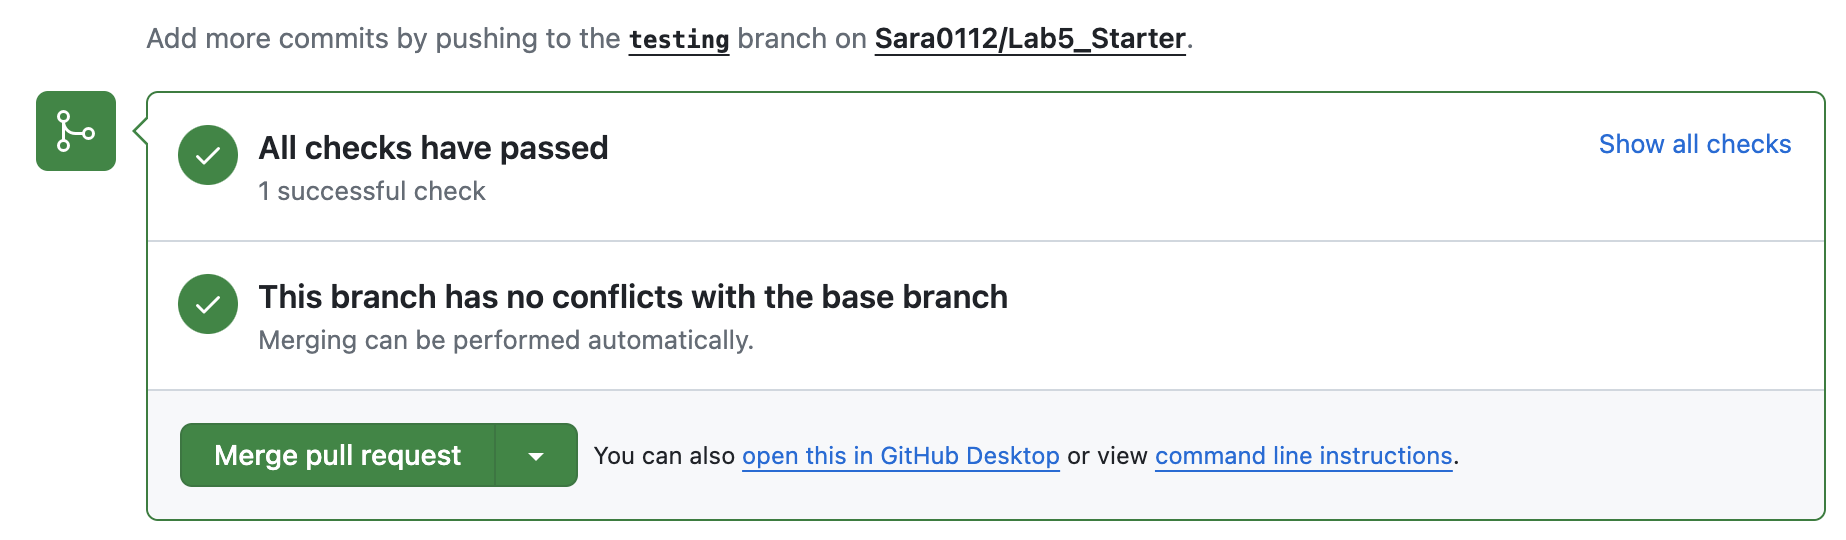 Add more commits by pushing to the testing branch on Sara0112/Lab5_Starter.
All checks have passed
Show all checks
1 successful check
This branch has no conflicts with the base branch
Merging can be performed automatically.
Merge pull request
You can also open this in GitHub Desktop or view command line instructions.